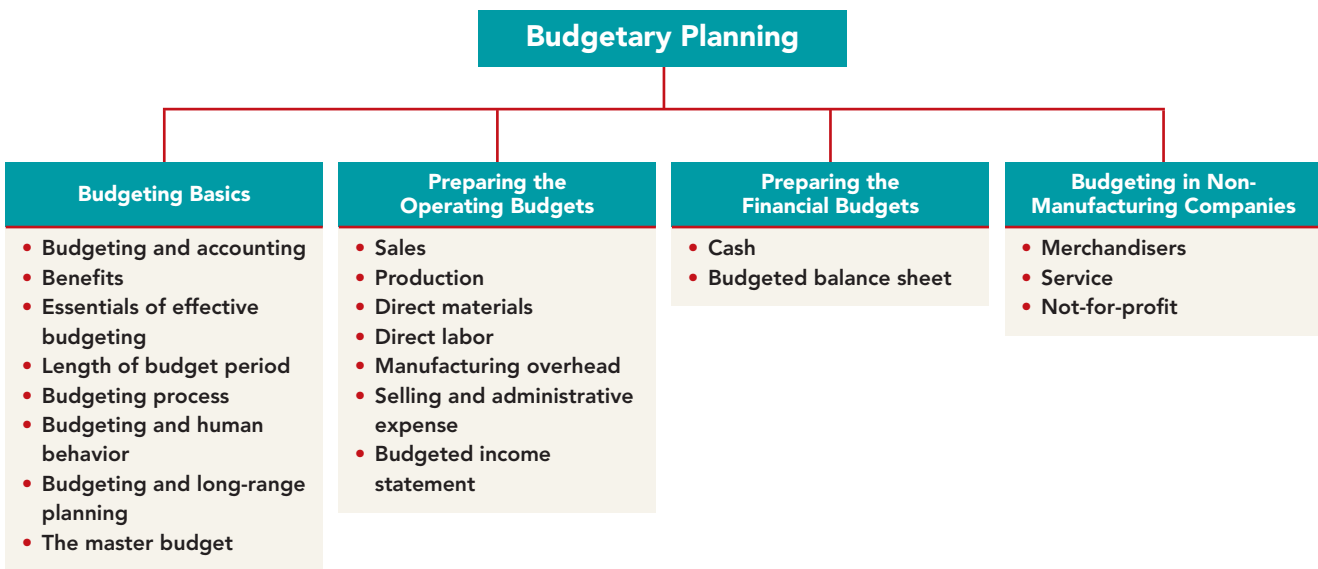 Budgetary Planning
Budgeting Basics
• Budgeting and accounting
• Benefits
• Essentials of effective
budgeting
• Length of budget period
• Budgeting process
• Budgeting and human
behavior
• Budgeting and long-range
planning
• The master budget
Preparing the
Operating Budgets
• Sales
• Production
• Direct materials
• Direct labor
• Manufacturing overhead
• Selling and administrative
expense
• Budgeted income
statement
Preparing the
Financial Budgets
• Cash
• Budgeted balance sheet
Budgeting in Non-
Manufacturing Companies
• Merchandisers
• Service
• Not-for-profit